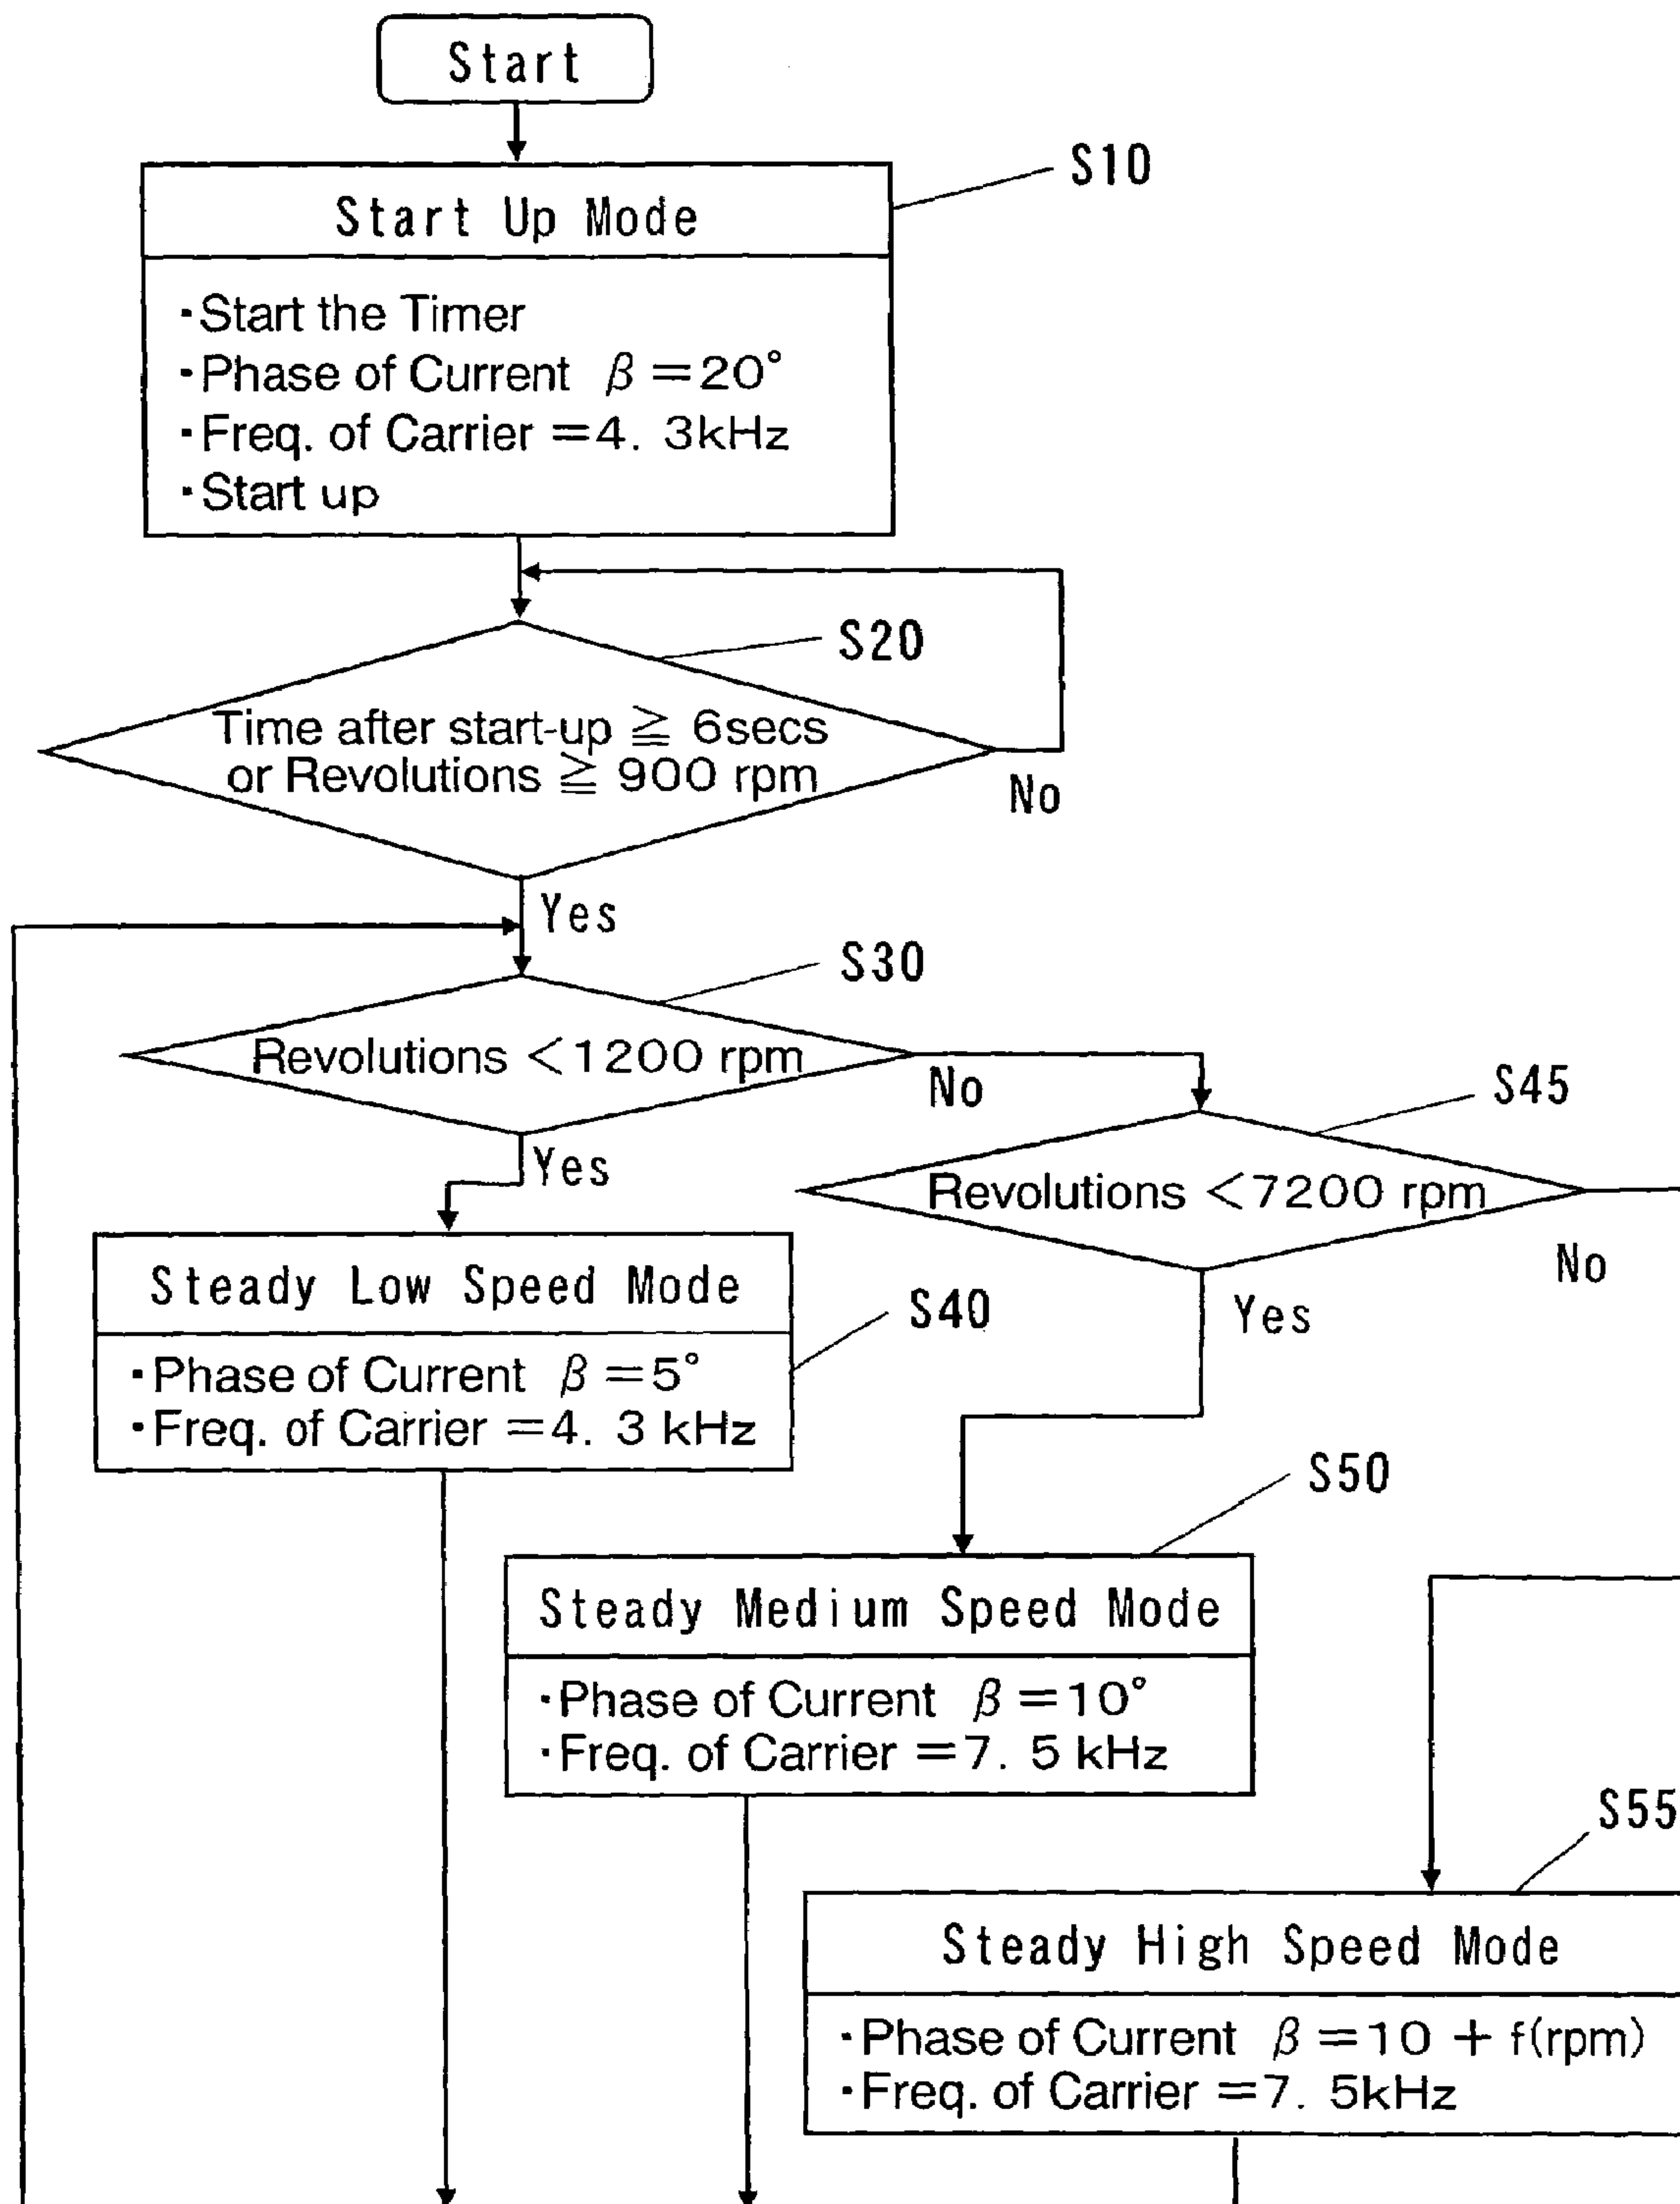 Start
S10
Start Up Mode
·Start the Timer
·Phase of Current β=20°
·Freq. of Carrier=4. 3kHz
·Start up
S20
Time after start-up ≧ 6secs
or Revolutions ≧ 900 rpm
No
Yes
S30
Revolutions <1200 rpm
No
S45
Yes
Revolutions <7200 rpm
No
Steady Low Speed Mode
S40
Yes
·Phase of Current β=5°
·Freq. of Carrier=4. 3 kHz
S50
Steady Medium Speed Mode
·Phase of Current β=10°
·Freq. of Carrier=7. 5 kHz
S55
Steady High Speed Mode
·Phase of Current β=10 + f(rpm)
·Freq. of Carrier=7. 5kHz